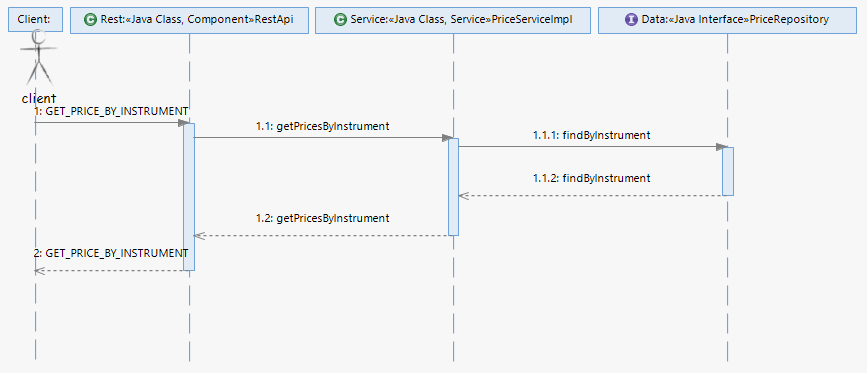 Client:
C Rest:«Java Class, Component»RestApi
C Service:«Java Class, Service»PriceServiceImpl
I Data:«Java Interface»PriceRepository
C
client
1: GET_PRICE_BY_INSTRUMENT
1.1: getPricesByInstrument
1.1.1: findByInstrument
1.1.2: findByInstrument
1.2: getPricesByInstrument
2: GET_PRICE_BY_INSTRUMENT